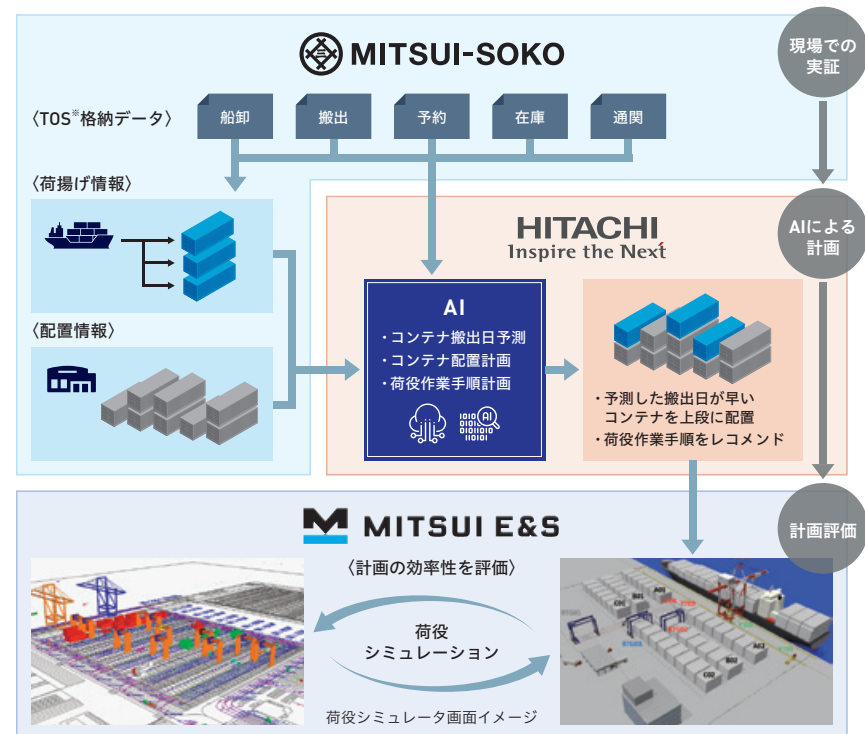 MITSUI-SOKO
現場での
実証
〈TOS※格納データ〉
船卸
搬出
予約
在庫
通関
〈荷揚げ情報〉
HITACHI
Inspire the Next
AIによる
計画
AI
・コンテナ搬出日予測
・コンテナ配置計画
・荷役作業手順計画
〈配置情報〉
・予測した搬出日が早い
コンテナを上段に配置
・荷役作業手順をレコメンド
MITSUI E&S
計画評価
〈計画の効率性を評価〉
荷役
シミュレーション
C01
B01
A01
C02
B02
A02
荷役シミュレータ画面イメージ